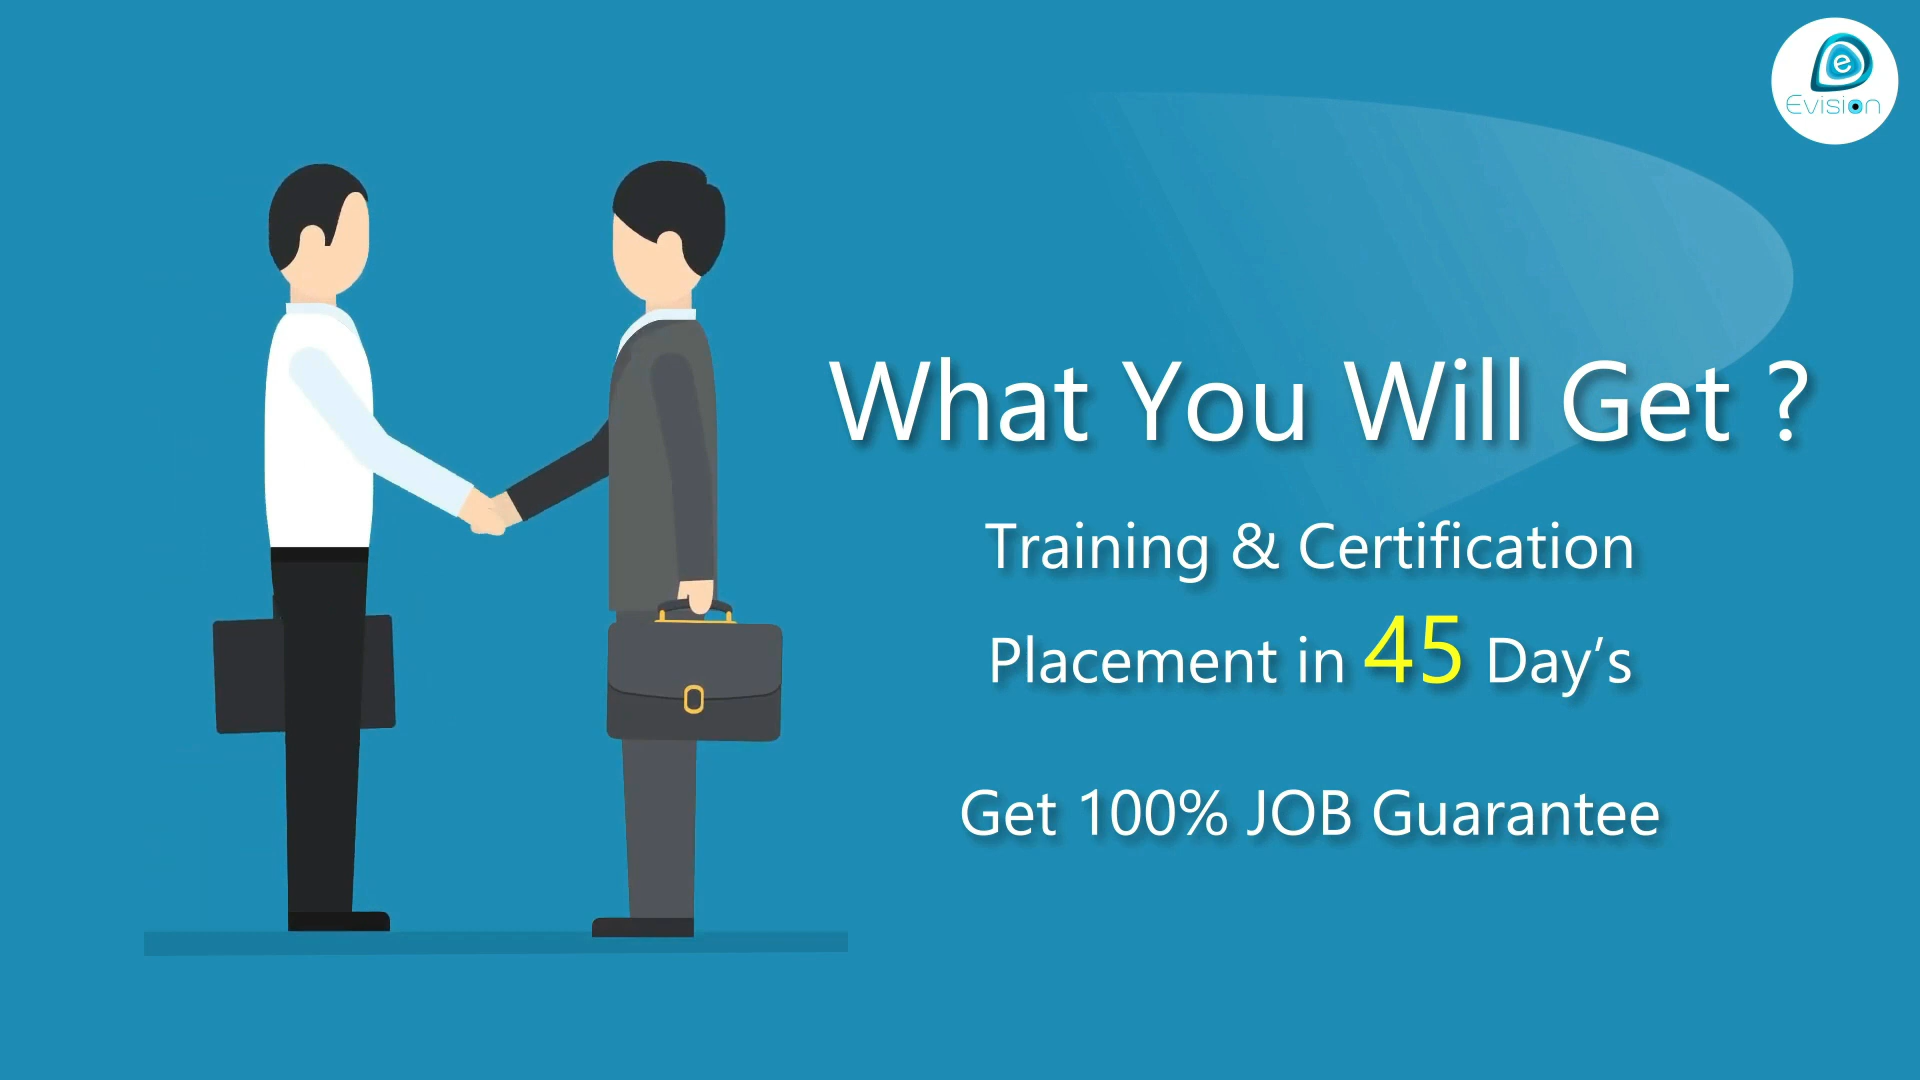 e
Evision
What You Will Get ?
Training & Certification
Placement in 45 Day‘s
Get 100% JOB Guarantee